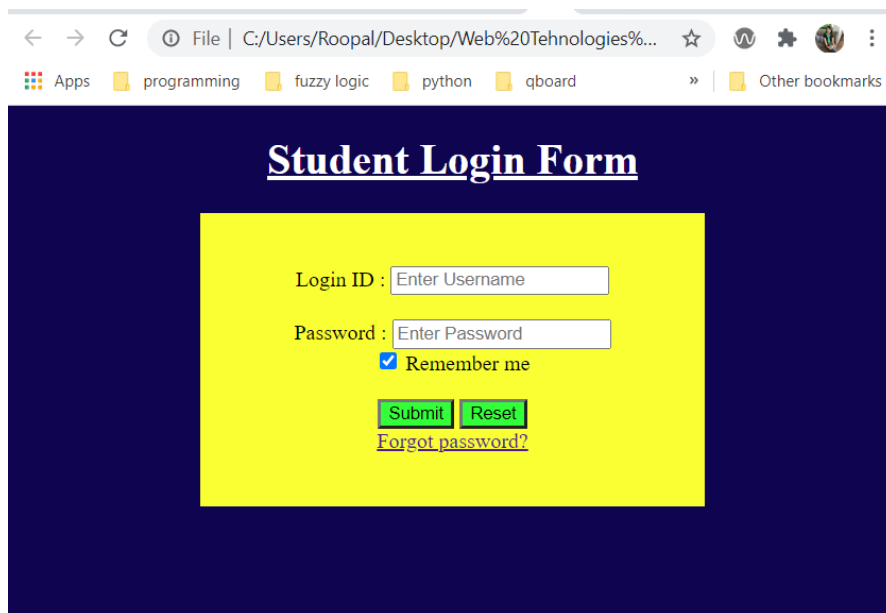 File | C:/Users/Roopal/Desktop/Web%20Tehnologies%...
Apps programming fuzzy logic python qboard » Other bookmarks
Student Login Form
Login ID : Enter Username
Password : Enter Password
Remember me
Submit Reset
Forgot password?